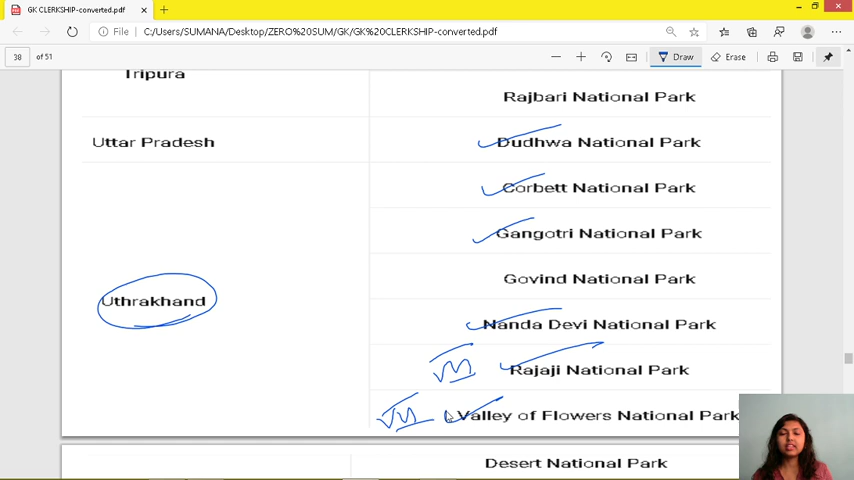 GK CLERKSHIP-converted.pdf
File
C:/Users/SUMANA/Desktop/ZERO%20SUM/GK/GK%20CLERKSHIP-converted.pdf
38 of 51
Draw
Erase
Tripura
Rajbari National Park
Uttar Pradesh
Dudhwa National Park
Corbett National Park
Gangotri National Park
Govind National Park
Uthrakhand
Nanda Devi National Park
Rajaji National Park
Valley of Flowers National Park
Desert National Park